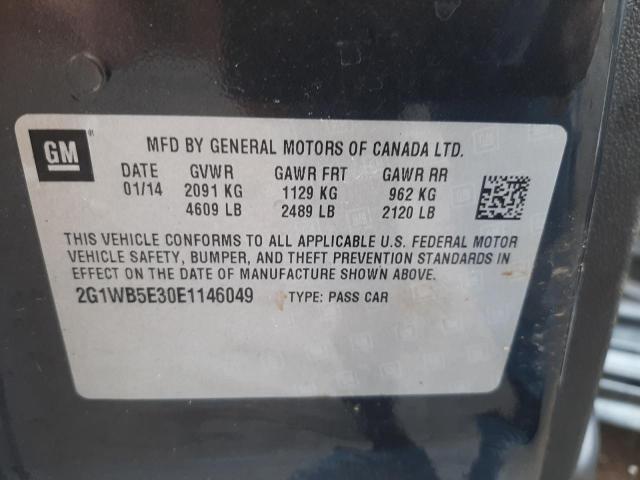 GM
MFD BY GENERAL MOTORS OF CANADA LTD.
DATE GVWR GAWR FRT GAWR RR
01/14 2091 KG 1129 KG 962 KG
4609 LB 2489 LB 2120 LB
THIS VEHICLE CONFORMS TO ALL APPLICABLE U.S. FEDERAL MOTOR
VEHICLE SAFETY, BUMPER, AND THEFT PREVENTION STANDARDS IN
EFFECT ON THE DATE OF MANUFACTURE SHOWN ABOVE.
2G1WB5E30E1146049 TYPE: PASS CAR